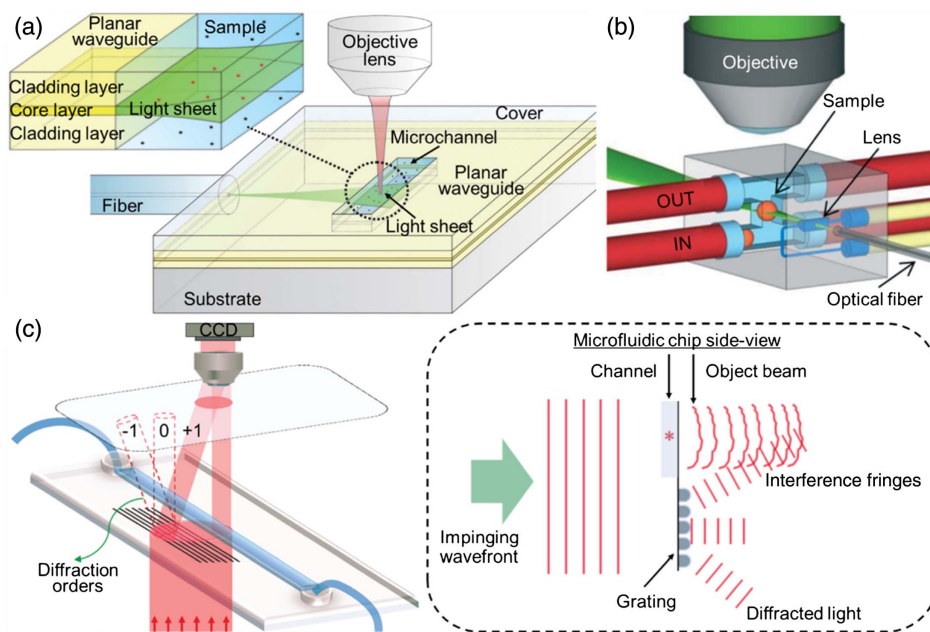 (a)
Planar
waveguide
Sample
Cladding layer
Core layer
Cladding layer
Light sheet
Objective
lens
Cover
Microchannel
Planar
waveguide
Fiber
Light sheet
Substrate
(b)
Objective
Sample
Lens
OUT
IN
Optical fiber
(c)
CCD
-1
0
+1
Diffraction
orders
Microfluidic chip side-view
Channel
Object beam
*
Interference fringes
Impinging
wavefront
Grating
Diffracted light